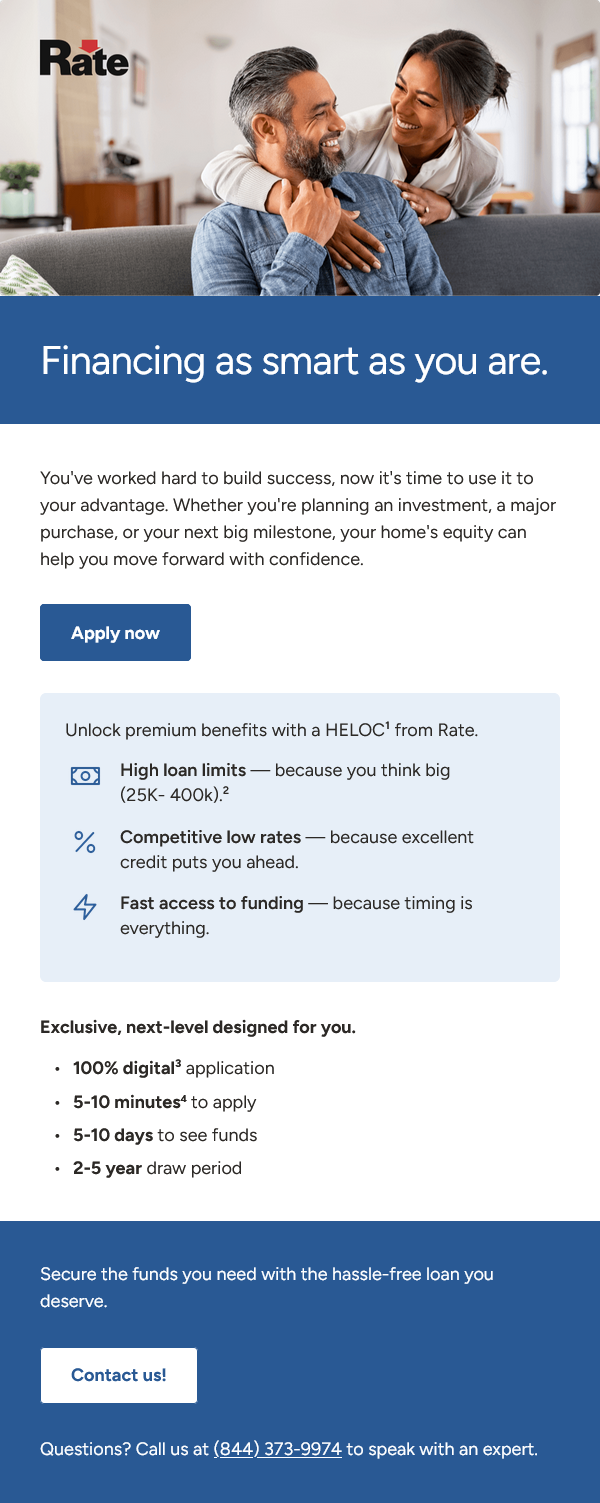 Rate
Financing as smart as you are.
You've worked hard to build success, now it's time to use it to
your advantage. Whether you're planning an investment, a major
purchase, or your next big milestone, your home's equity can
help you move forward with confidence.
Apply now
Unlock premium benefits with a HELOC¹ from Rate.
High loan limits — because you think big
(25K- 400k).²
Competitive low rates — because excellent
credit puts you ahead.
Fast access to funding — because timing is
everything.
Exclusive, next-level designed for you.
• 100% digital³ application
• 5-10 minutes⁴ to apply
• 5-10 days to see funds
• 2-5 year draw period
Secure the funds you need with the hassle-free loan you
deserve.
Contact us!
Questions? Call us at (844) 373-9974 to speak with an expert.